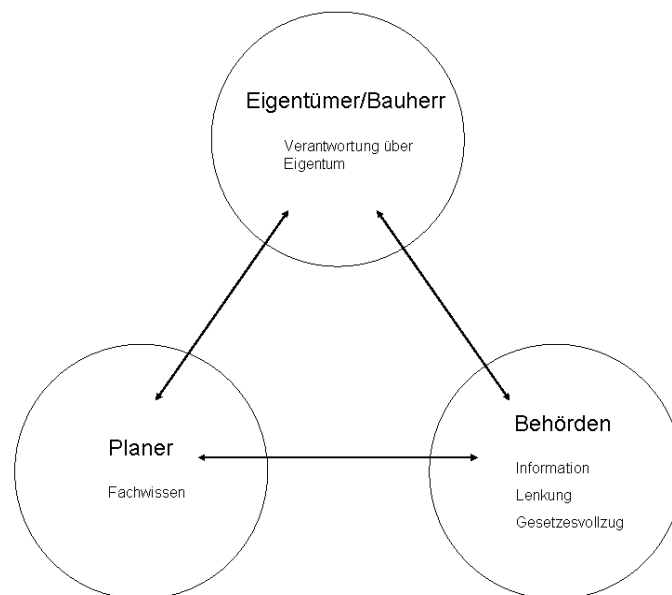 Eigentümer/Bauherr
Verantwortung über
Eigentum
Planer
Fachwissen
Behörden
Information
Lenkung
Gesetzesvollzug